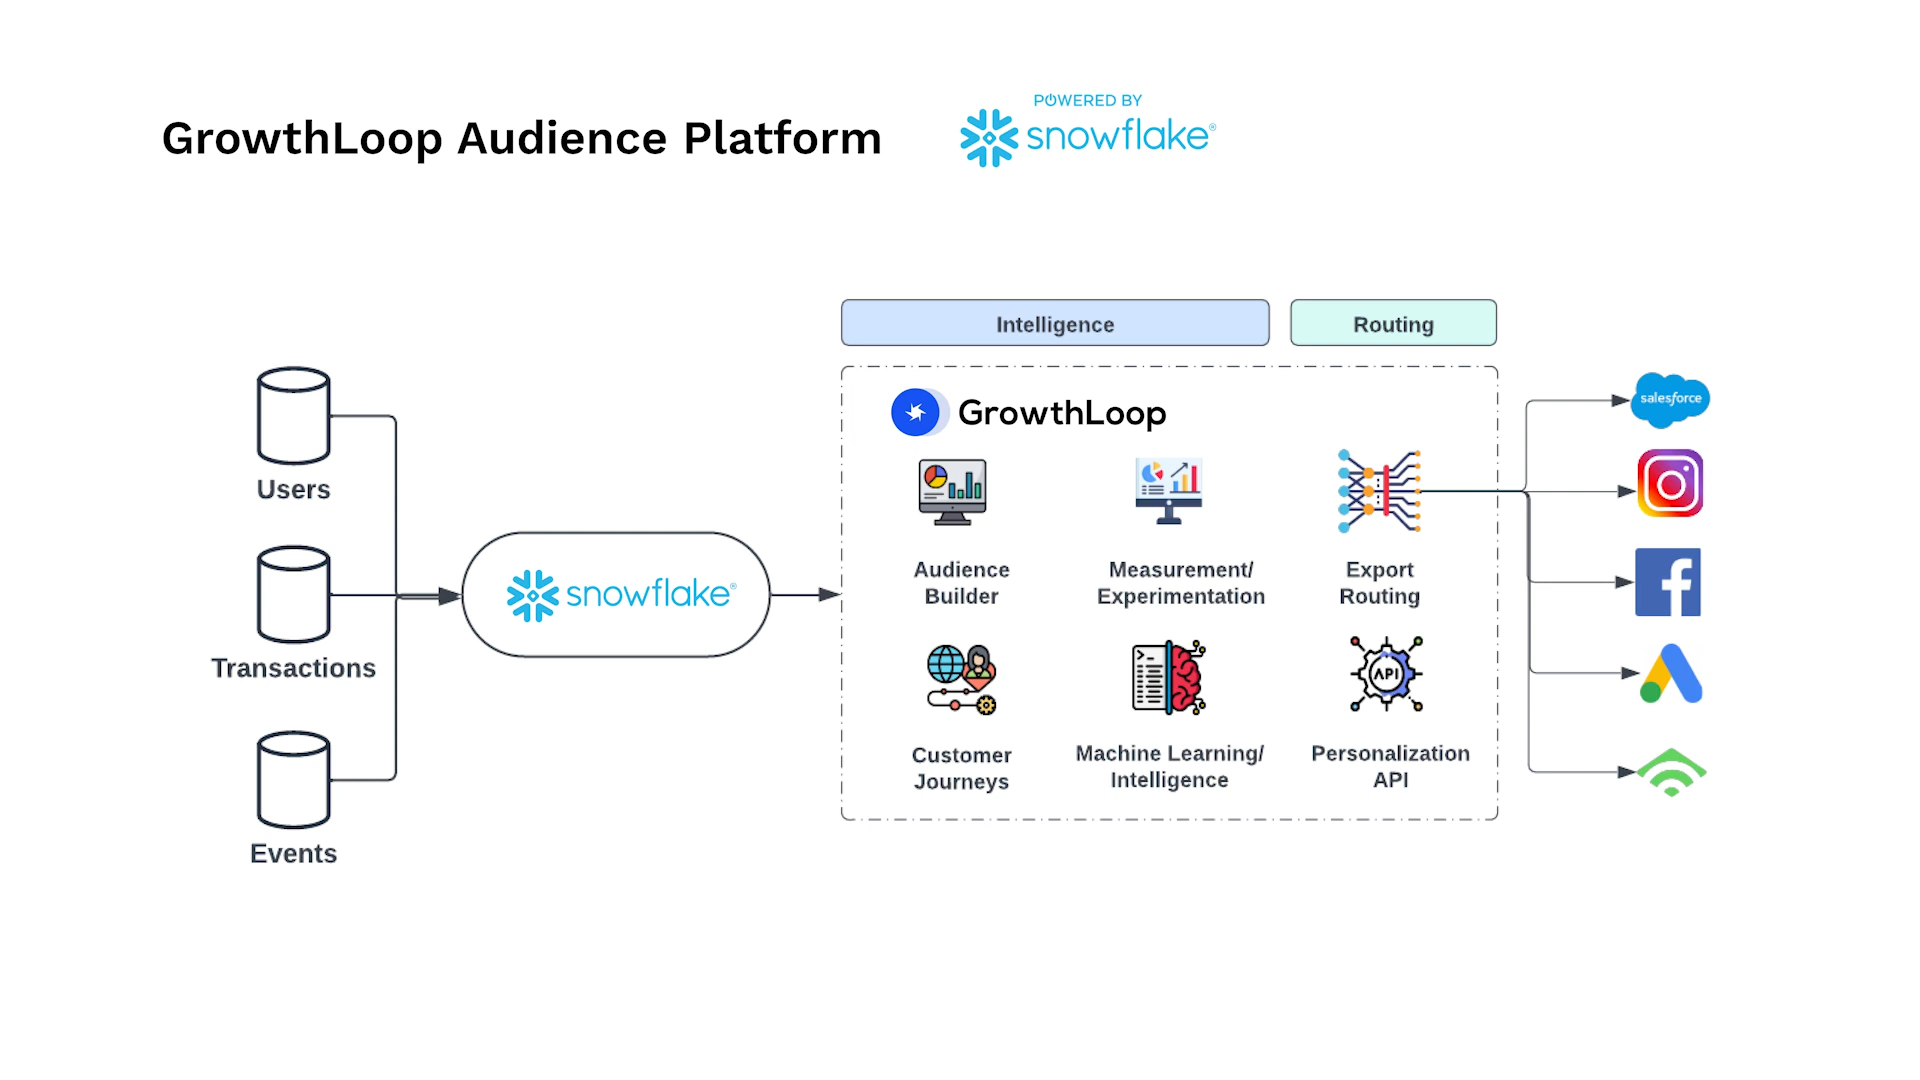 GrowthLoop Audience Platform
POWERED BY
snowflake®
Intelligence
Routing
GrowthLoop
Users
Transactions
Events
snowflake®
Audience
Builder
Measurement/
Experimentation
Export
Routing
>_
API
Customer
Journeys
Machine Learning/
Intelligence
Personalization
API
salesforce
f